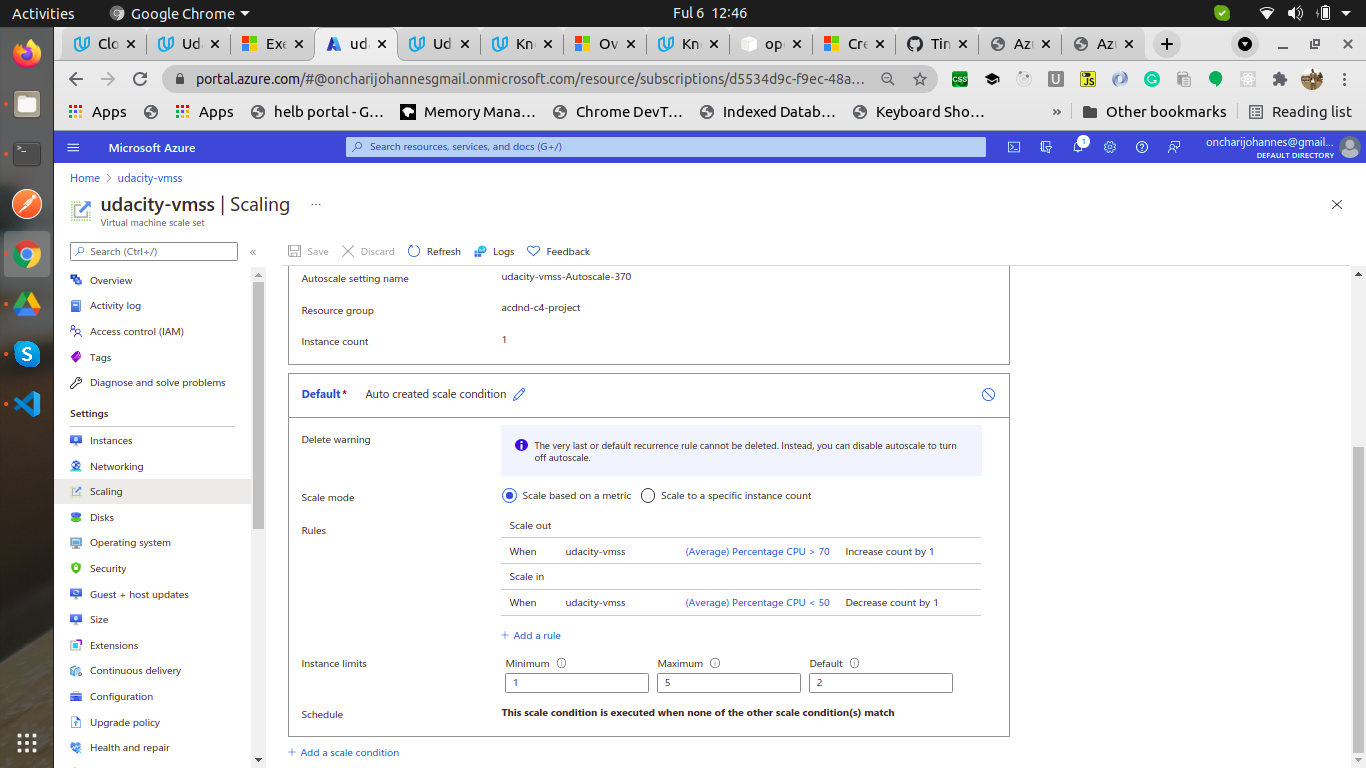 Activities
Google Chrome
Ful 6 12:46
Clo
Uda
Exe
uda
Ud
Kno
Ov
Kno
ope
Cre
Tin
Azu
Azu
portal.azure.com/#@oncharijohannesgmail.onmicrosoft.com/resource/subscriptions/d5534d9c-f9ec-48a...
CSS
U
JS
Apps
Apps
helb portal - G...
Memory Mana...
Chrome DevT...
Indexed Datab...
Keyboard Sho...
»
Other bookmarks
Reading list
Microsoft Azure
Search resources, services, and docs (G+/)
1
oncharijohannes@gmail...
DEFAULT DIRECTORY
Home > udacity-vmss
udacity-vmss | Scaling ...
Virtual machine scale set
Search (Ctrl+/)
«
Save
Discard
Refresh
Logs
Feedback
Overview
Activity log
Access control (IAM)
Tags
Diagnose and solve problems
Settings
Instances
Networking
Scaling
Disks
Operating system
Security
Guest + host updates
Size
Extensions
Continuous delivery
Configuration
Upgrade policy
Health and repair
Autoscale setting name udacity-vmss-Autoscale-370
Resource group acdnd-c4-project
Instance count 1
Default* Auto created scale condition
Delete warning
The very last or default recurrence rule cannot be deleted. Instead, you can disable autoscale to turn
off autoscale.
Scale mode Scale based on a metric Scale to a specific instance count
Rules
Scale out
When udacity-vmss (Average) Percentage CPU > 70 Increase count by 1
Scale in
When udacity-vmss (Average) Percentage CPU < 50 Decrease count by 1
+ Add a rule
Instance limits Minimum Maximum Default
1 5 2
Schedule This scale condition is executed when none of the other scale condition(s) match
+ Add a scale condition